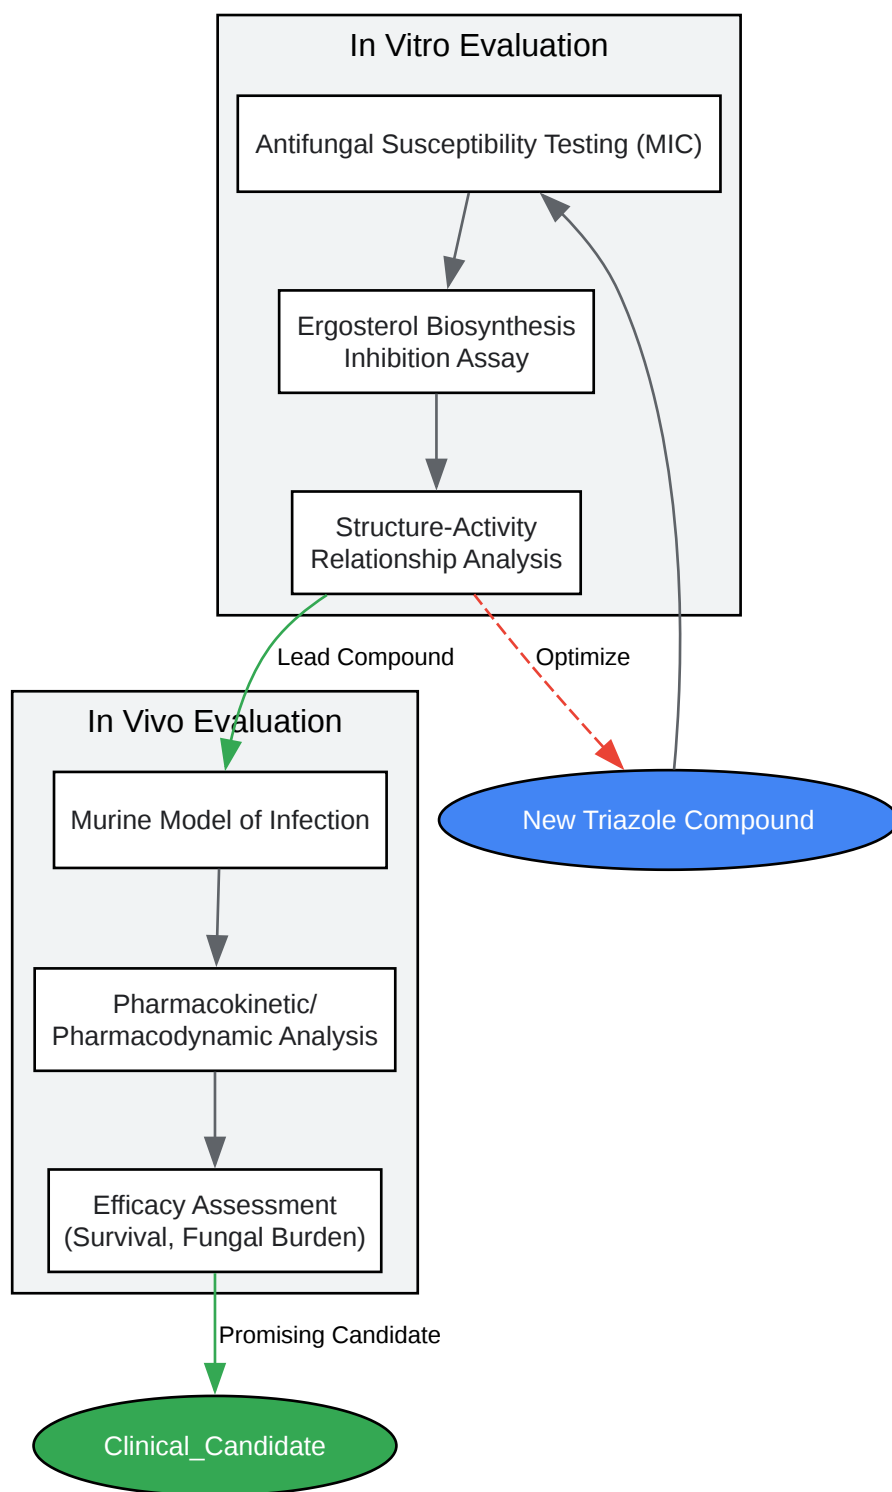 In Vitro Evaluation
Antifungal Susceptibility Testing (MIC)
Ergosterol Biosynthesis
Inhibition Assay
Structure-Activity
Relationship Analysis
Lead Compound
Optimize
In Vivo Evaluation
Murine Model of Infection
New Triazole Compound
Pharmacokinetic/
Pharmacodynamic Analysis
Efficacy Assessment
(Survival, Fungal Burden)
Promising Candidate
Clinical_Candidate